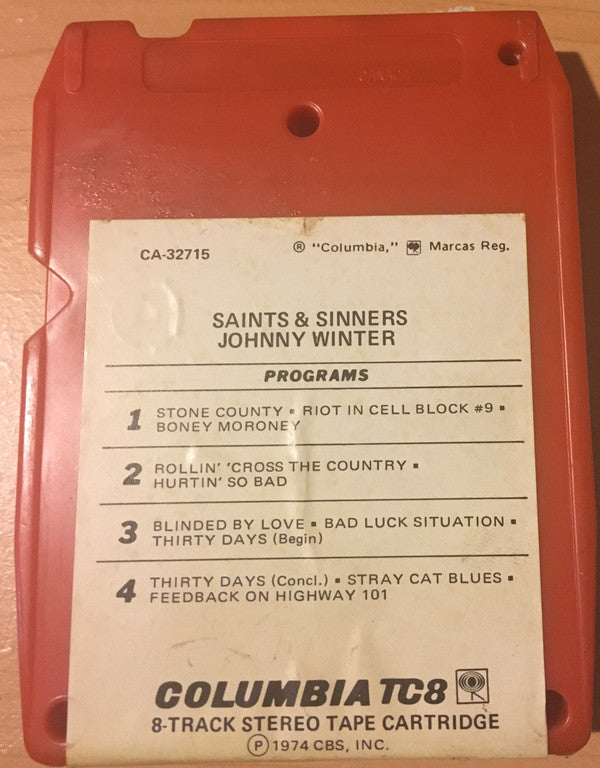 CANADA
CA-32715
® "Columbia," Marcas Reg.
SAINTS & SINNERS
JOHNNY WINTER
PROGRAMS
1 STONE COUNTY ▪ RIOT IN CELL BLOCK #9 ▪
BONEY MORONEY
2 ROLLIN' 'CROSS THE COUNTRY ▪
HURTIN' SO BAD
3 BLINDED BY LOVE ▪ BAD LUCK SITUATION ▪
THIRTY DAYS (Begin)
4 THIRTY DAYS (Concl.) ▪ STRAY CAT BLUES ▪
FEEDBACK ON HIGHWAY 101
COLUMBIA TC8
8-TRACK STEREO TAPE CARTRIDGE
Ⓟ 1974 CBS, INC.